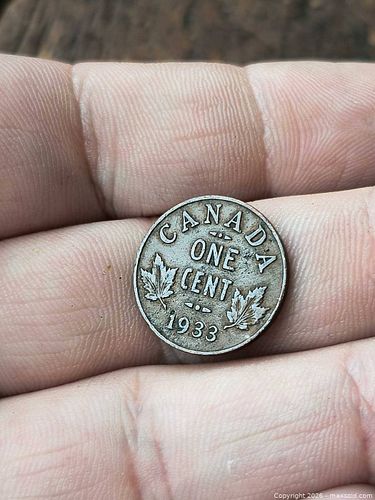 CANADA
ONE
CENT
1933
Copyright 2026 - maxsold.com